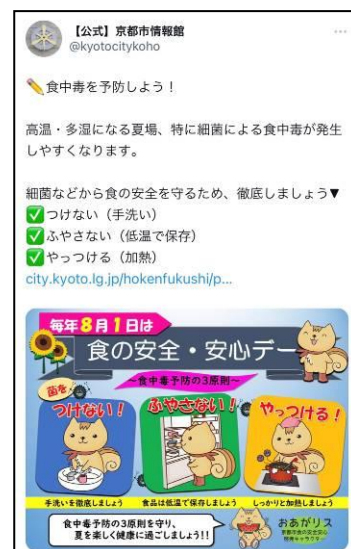 【公式】京都市情報館
@kyotocitykoho
食中毒を予防しよう！
高温・多湿になる夏場、特に細菌による食中毒が発生
しやすくなります。
細菌などから食の安全を守るため、徹底しましょう▼
✅つけない（手洗い）
✅ふやさない（低温で保存）
✅やっつける（加熱）
city.kyoto.lg.jp/hokenfukushi/p...
毎年8月1日は
食の安全・安心デー
～食中毒予防の3原則～
菌を
つけない！
ふやさない！
やっつける！
手洗いを徹底しましょう
食品は低温で保存しましょう
しっかりと加熱しましょう
食中毒予防の3原則を守り、
夏を楽しく健康に過ごしましょう!!
おあがリス